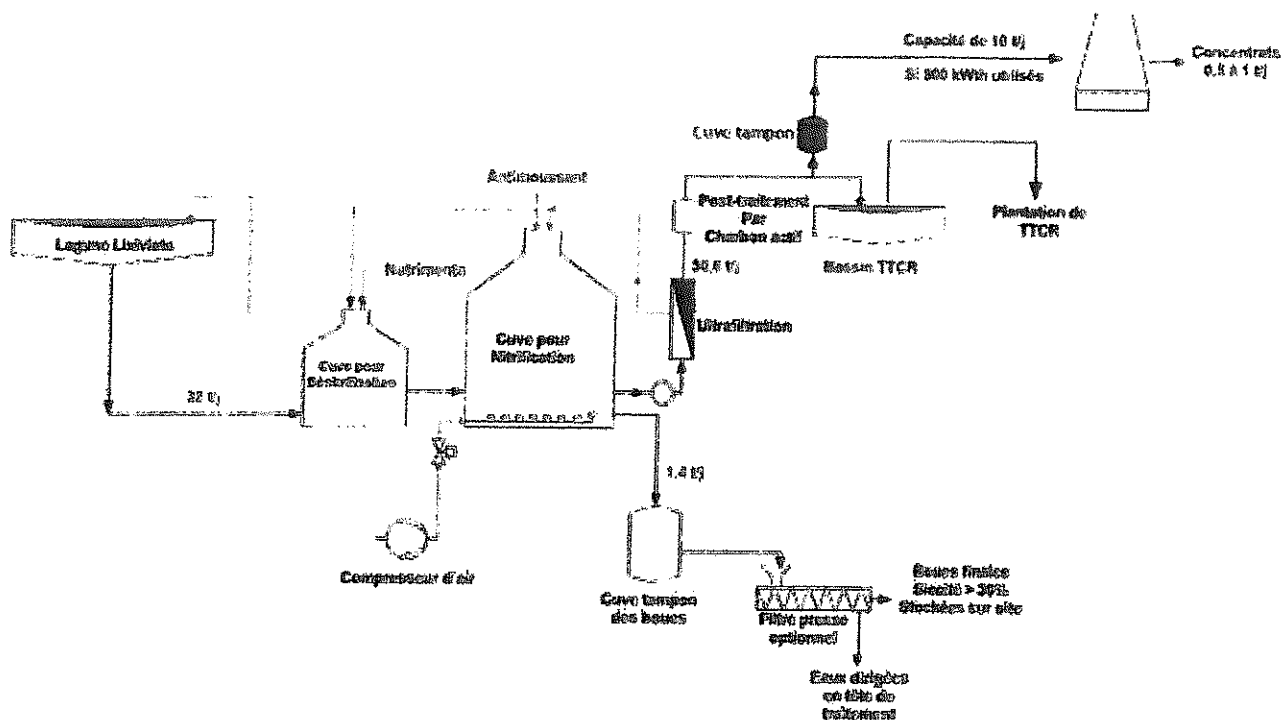 Capacité de 10 t/j
Si 800 kWth utilisés
Concentrats
0,5 à 1 t/j
Cuve tampon
Antimoussant
Lagune Lixiviats
Nutriments
Post-traitement
Par
Charbon actif
Plantation de
TTCR
Bassin TTCR
30,6 t/j
Ultrafiltration
Cuve pour
Nitrification
Cuve pour
Dénitrification
32 t/j
1,4 t/j
Compresseur d'air
Cuve tampon
des boues
Filtre presse
optionnel
Boues finales
Siccité > 30%
Stockées sur site
Eaux dirigées
en tête de
traitement